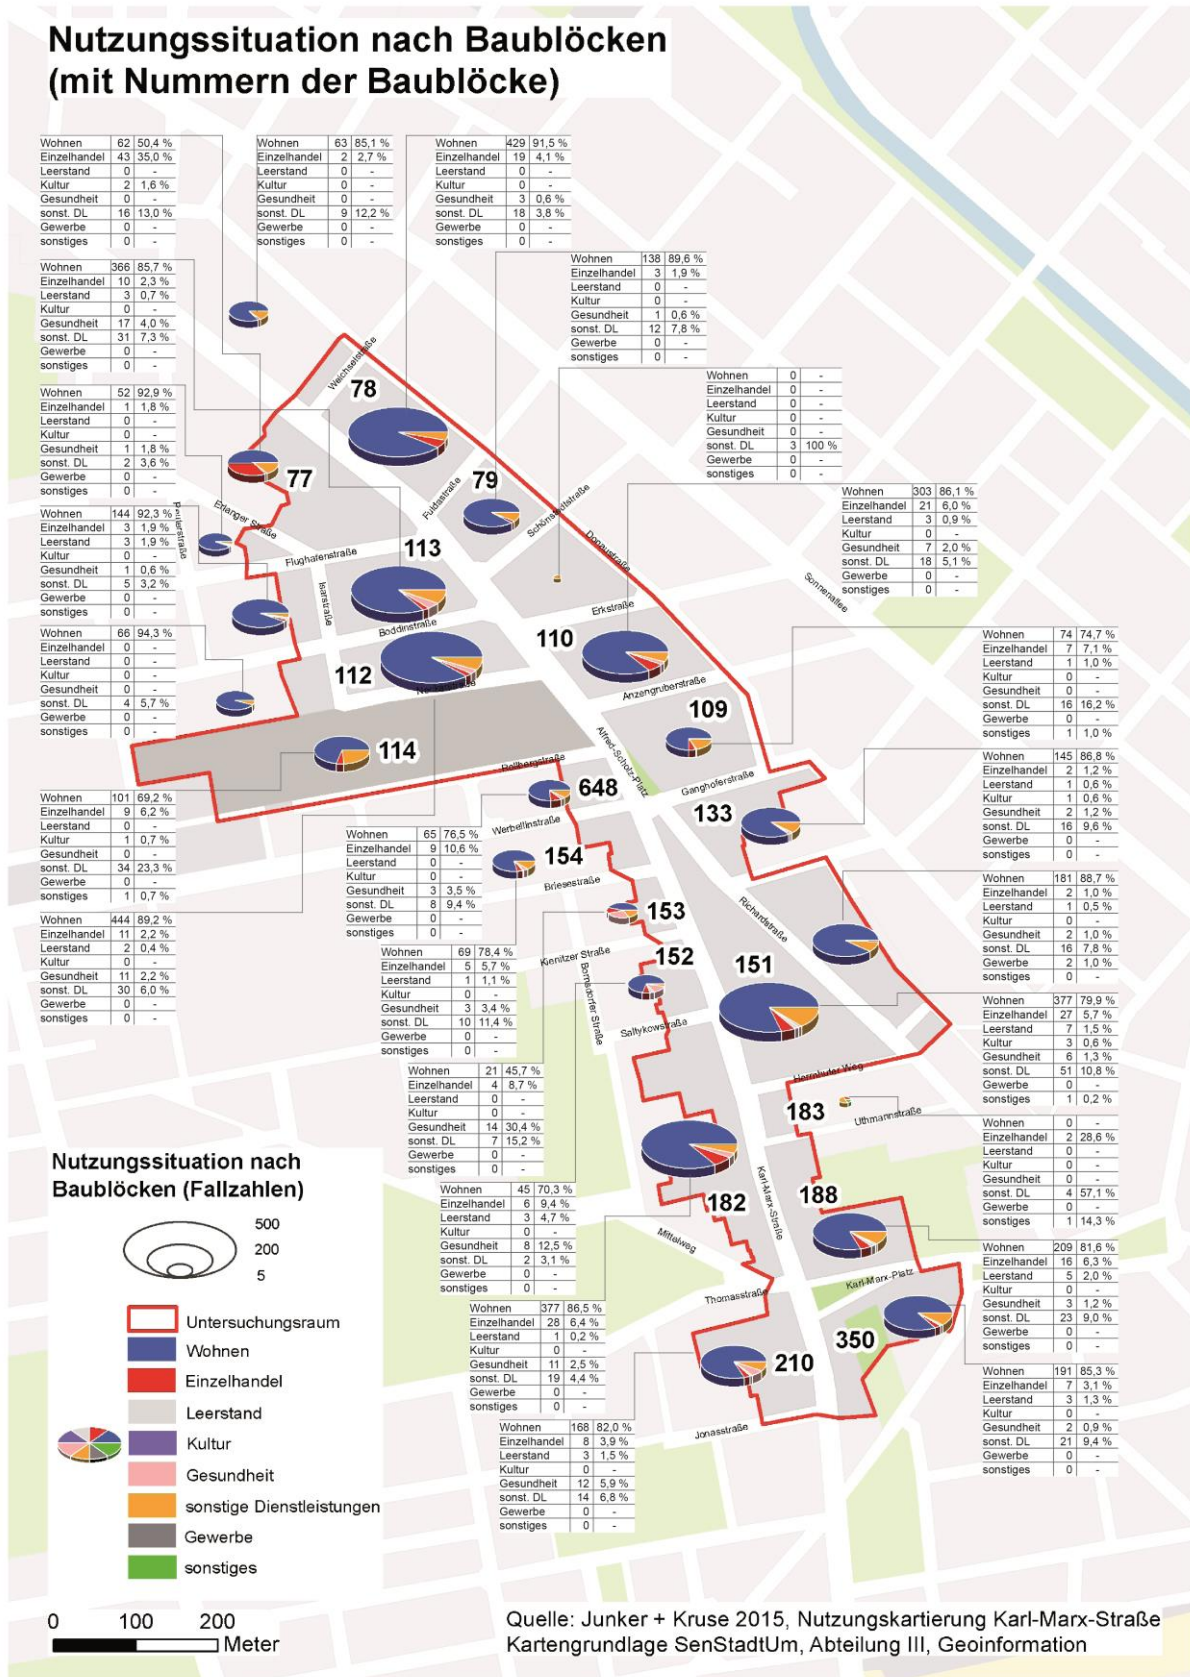 Nutzungssituation nach Baublöcken
(mit Nummern der Baublöcke)
Wohnen 62 50,4 %
Einzelhandel 43 35,0 %
Leerstand 0 -
Kultur 2 1,6 %
Gesundheit 0 -
sonst. DL 16 13,0 %
Gewerbe 0 -
sonstiges 0 -
Wohnen 63 85,1 %
Einzelhandel 2 2,7 %
Leerstand 0 -
Kultur 0 -
Gesundheit 0 -
sonst. DL 9 12,2 %
Gewerbe 0 -
sonstiges 0 -
Wohnen 429 91,5 %
Einzelhandel 19 4,1 %
Leerstand 0 -
Kultur 0 -
Gesundheit 3 0,6 %
sonst. DL 18 3,8 %
Gewerbe 0 -
sonstiges 0 -
Wohnen 138 89,6 %
Einzelhandel 3 1,9 %
Leerstand 0 -
Kultur 0 -
Gesundheit 1 0,6 %
sonst. DL 12 7,8 %
Gewerbe 0 -
sonstiges 0 -
Wohnen 366 85,7 %
Einzelhandel 10 2,3 %
Leerstand 3 0,7 %
Kultur 0 -
Gesundheit 17 4,0 %
sonst. DL 31 7,3 %
Gewerbe 0 -
sonstiges 0 -
Wohnen 0 -
Einzelhandel 0 -
Leerstand 0 -
Kultur 0 -
Gesundheit 0 -
sonst. DL 3 100 %
Gewerbe 0 -
sonstiges 0 -
Wohnen 52 92,9 %
Einzelhandel 1 1,8 %
Leerstand 0 -
Kultur 0 -
Gesundheit 1 1,8 %
sonst. DL 2 3,6 %
Gewerbe 0 -
sonstiges 0 -
Wohnen 303 86,1 %
Einzelhandel 21 6,0 %
Leerstand 3 0,9 %
Kultur 0 -
Gesundheit 7 2,0 %
sonst. DL 18 5,1 %
Gewerbe 0 -
sonstiges 0 -
Wohnen 144 92,3 %
Einzelhandel 3 1,9 %
Leerstand 3 1,9 %
Kultur 0 -
Gesundheit 1 0,6 %
sonst. DL 5 3,2 %
Gewerbe 0 -
sonstiges 0 -
Wohnen 66 94,3 %
Einzelhandel 0 -
Leerstand 0 -
Kultur 0 -
Gesundheit 0 -
sonst. DL 4 5,7 %
Gewerbe 0 -
sonstiges 0 -
Wohnen 74 74,7 %
Einzelhandel 7 7,1 %
Leerstand 1 1,0 %
Kultur 0 -
Gesundheit 0 -
sonst. DL 16 16,2 %
Gewerbe 0 -
sonstiges 1 1,0 %
Wohnen 145 86,8 %
Einzelhandel 2 1,2 %
Leerstand 1 0,6 %
Kultur 1 0,6 %
Gesundheit 2 1,2 %
sonst. DL 16 9,6 %
Gewerbe 0 -
sonstiges 0 -
Wohnen 101 69,2 %
Einzelhandel 9 6,2 %
Leerstand 0 -
Kultur 1 0,7 %
Gesundheit 0 -
sonst. DL 34 23,3 %
Gewerbe 0 -
sonstiges 1 0,7 %
Wohnen 65 76,5 %
Einzelhandel 9 10,6 %
Leerstand 0 -
Kultur 0 -
Gesundheit 3 3,5 %
sonst. DL 8 9,4 %
Gewerbe 0 -
sonstiges 0 -
Wohnen 181 88,7 %
Einzelhandel 2 1,0 %
Leerstand 1 0,5 %
Kultur 0 -
Gesundheit 2 1,0 %
sonst. DL 16 7,8 %
Gewerbe 2 1,0 %
sonstiges 0 -
Wohnen 444 89,2 %
Einzelhandel 11 2,2 %
Leerstand 2 0,4 %
Kultur 0 -
Gesundheit 11 2,2 %
sonst. DL 30 6,0 %
Gewerbe 0 -
sonstiges 0 -
Wohnen 69 78,4 %
Einzelhandel 5 5,7 %
Leerstand 1 1,1 %
Kultur 0 -
Gesundheit 3 3,4 %
sonst. DL 10 11,4 %
Gewerbe 0 -
sonstiges 0 -
Wohnen 377 79,9 %
Einzelhandel 27 5,7 %
Leerstand 7 1,5 %
Kultur 3 0,6 %
Gesundheit 6 1,3 %
sonst. DL 51 10,8 %
Gewerbe 0 -
sonstiges 1 0,2 %
Wohnen 21 45,7 %
Einzelhandel 4 8,7 %
Leerstand 0 -
Kultur 0 -
Gesundheit 14 30,4 %
sonst. DL 7 15,2 %
Gewerbe 0 -
sonstiges 0 -
Wohnen 0 -
Einzelhandel 2 28,6 %
Leerstand 0 -
Kultur 0 -
Gesundheit 0 -
sonst. DL 4 57,1 %
Gewerbe 0 -
sonstiges 1 14,3 %
Wohnen 45 70,3 %
Einzelhandel 6 9,4 %
Leerstand 3 4,7 %
Kultur 0 -
Gesundheit 8 12,5 %
sonst. DL 2 3,1 %
Gewerbe 0 -
sonstiges 0 -
Wohnen 209 81,6 %
Einzelhandel 16 6,3 %
Leerstand 5 2,0 %
Kultur 0 -
Gesundheit 3 1,2 %
sonst. DL 23 9,0 %
Gewerbe 0 -
sonstiges 0 -
Wohnen 377 86,5 %
Einzelhandel 28 6,4 %
Leerstand 1 0,2 %
Kultur 0 -
Gesundheit 11 2,5 %
sonst. DL 19 4,4 %
Gewerbe 0 -
sonstiges 0 -
Wohnen 191 85,3 %
Einzelhandel 7 3,1 %
Leerstand 3 1,3 %
Kultur 0 -
Gesundheit 2 0,9 %
sonst. DL 21 9,4 %
Gewerbe 0 -
sonstiges 0 -
Wohnen 168 82,0 %
Einzelhandel 8 3,9 %
Leerstand 3 1,5 %
Kultur 0 -
Gesundheit 12 5,9 %
sonst. DL 14 6,8 %
Gewerbe 0 -
sonstiges 0 -
Weichselstraße
78
77
79
Fuldastraße
Schönstedtstraße
Donaustraße
Erlanger Straße
Flughafenstraße
113
Isarstraße
Boddinstraße
Erkstraße
Sonnenallee
110
112
Anzengruberstraße
109
114
Alfred-Scholz-Platz
Rollbergstraße
648
Ganghoferstraße
133
Werbellinstraße
154
Briesestraße
153
Richardstraße
Kienitzer Straße
152
151
Bornsdorfer Straße
Saltykowstraße
Herrnhuter Weg
183
Uthmannstraße
Karl-Marx-Straße
182
188
Mittelweg
Karl-Marx-Platz
Thomasstraße
350
210
Jonasstraße
Nutzungssituation nach
Baublöcken (Fallzahlen)
500
200
5
Untersuchungsraum
Wohnen
Einzelhandel
Leerstand
Kultur
Gesundheit
sonstige Dienstleistungen
Gewerbe
sonstiges
0 100 200
Meter
Quelle: Junker + Kruse 2015, Nutzungskartierung Karl-Marx-Straße
Kartengrundlage SenStadtUm, Abteilung III, Geoinformation